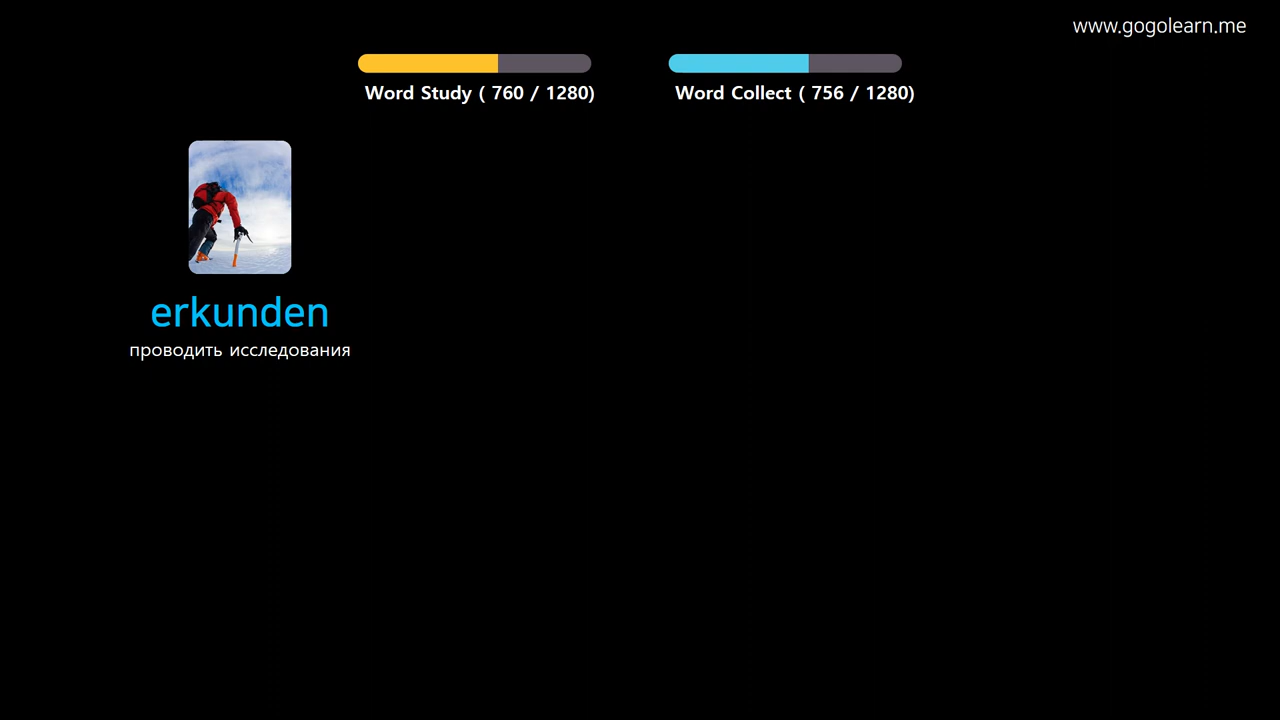 www.gogolearn.me
Word Study ( 760 / 1280)
Word Collect ( 756 / 1280)
erkunden
проводить исследования